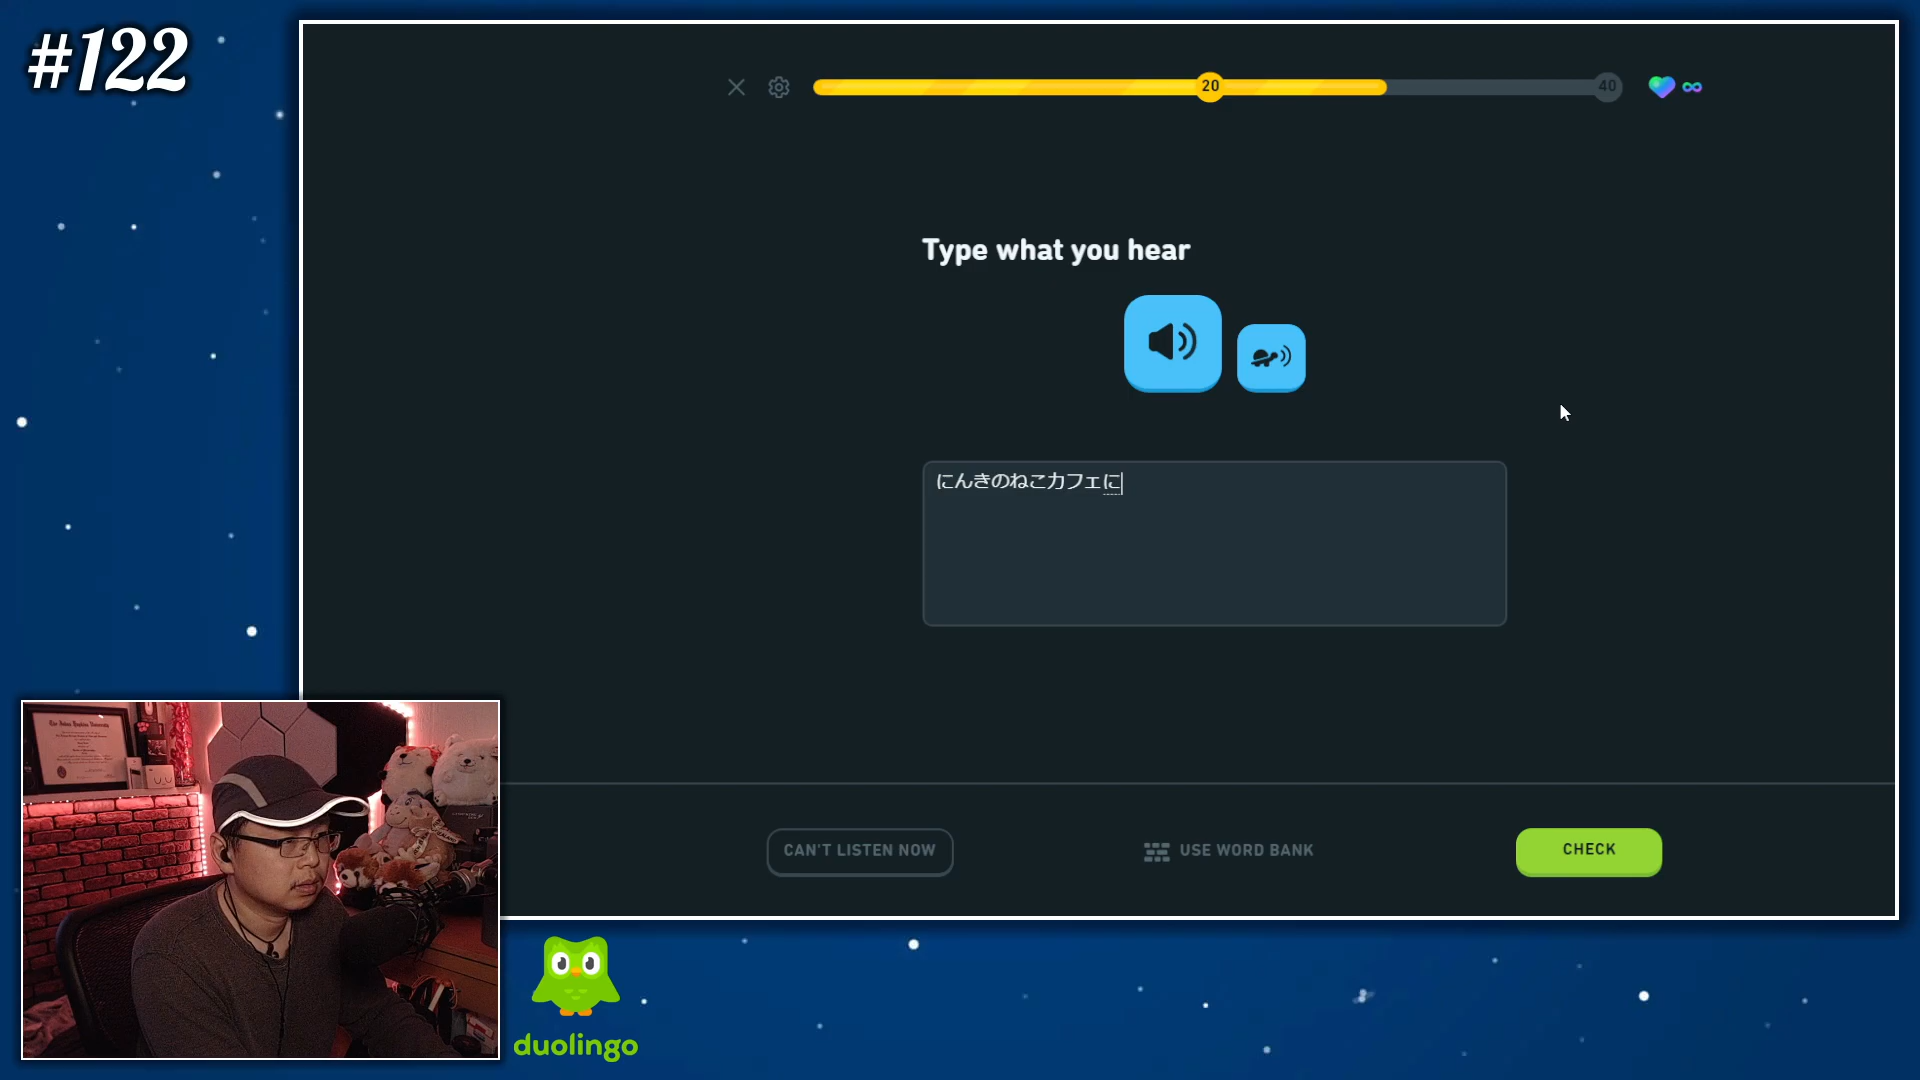 #122
20
40
Type what you hear
にんきのねこカフェに
CAN'T LISTEN NOW
USE WORD BANK
CHECK
duolingo